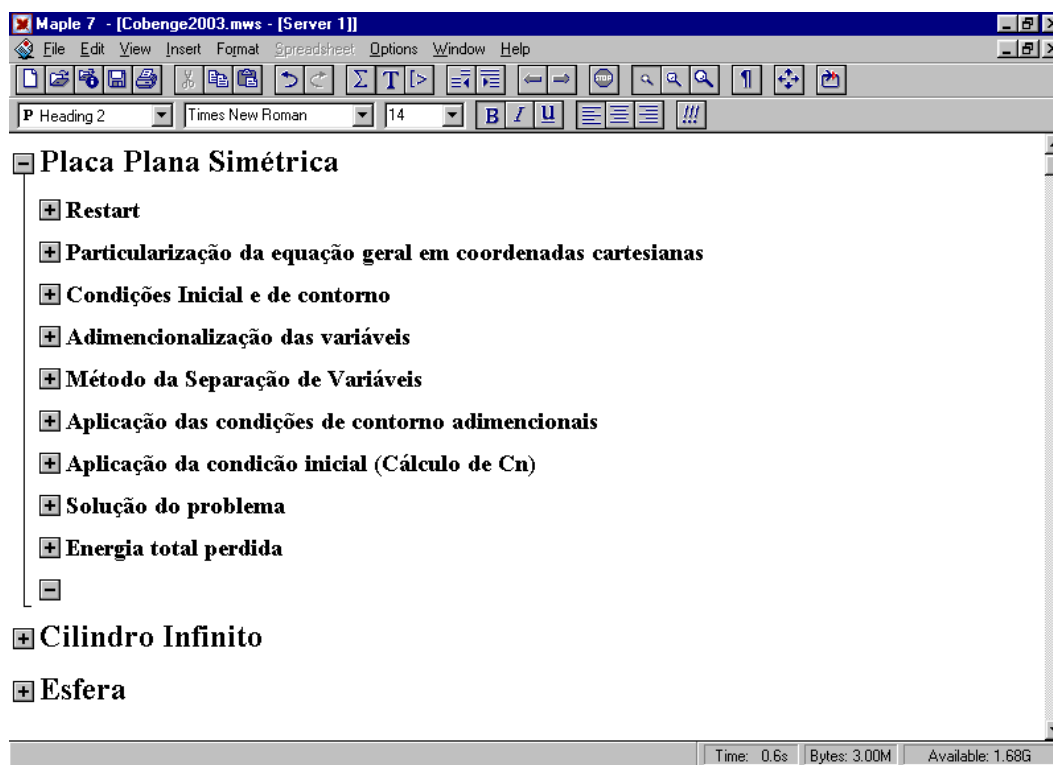 Maple 7 - [Cobenge2003.mws - [Server 1]]
File Edit View Insert Format Spreadsheet Options Window Help
Σ T [> STOP ¶
P Heading 2 Times New Roman 14 B I u !!!
Placa Plana Simétrica
Restart
Particularização da equação geral em coordenadas cartesianas
Condições Inicial e de contorno
Adimencionalização das variáveis
Método da Separação de Variáveis
Aplicação das condições de contorno adimencionais
Aplicação da condicão inicial (Cálculo de Cn)
Solução do problema
Energia total perdida
Cilindro Infinito
Esfera
Time: 0.6s Bytes: 3.00M Available: 1.68G